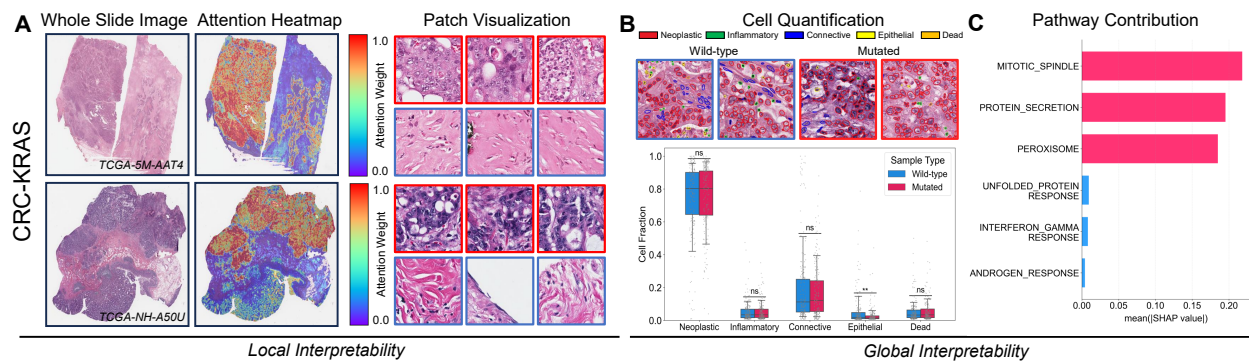 A
Whole Slide Image
Attention Heatmap
Patch Visualization
CRC-KRAS
TCGA-5M-AAT4
1.0
Attention Weight
0.0
TCGA-NH-A50U
1.0
Attention Weight
0.0
Local Interpretability
B
Cell Quantification
Neoplastic
Inflammatory
Connective
Epithelial
Dead
Wild-type
Mutated
Cell Fraction
1.0
0.8
0.6
0.4
0.2
0.0
ns
ns
ns
**
ns
Sample Type
Wild-type
Mutated
Neoplastic
Inflammatory
Connective
Epithelial
Dead
C
Pathway Contribution
MITOTIC_SPINDLE
PROTEIN_SECRETION
PEROXISOME
UNFOLDED_PROTEIN
RESPONSE
INTERFERON_GAMMA
RESPONSE
ANDROGEN_RESPONSE
0.00
0.05
0.10
0.15
0.20
mean(|SHAP value|)
Global Interpretability